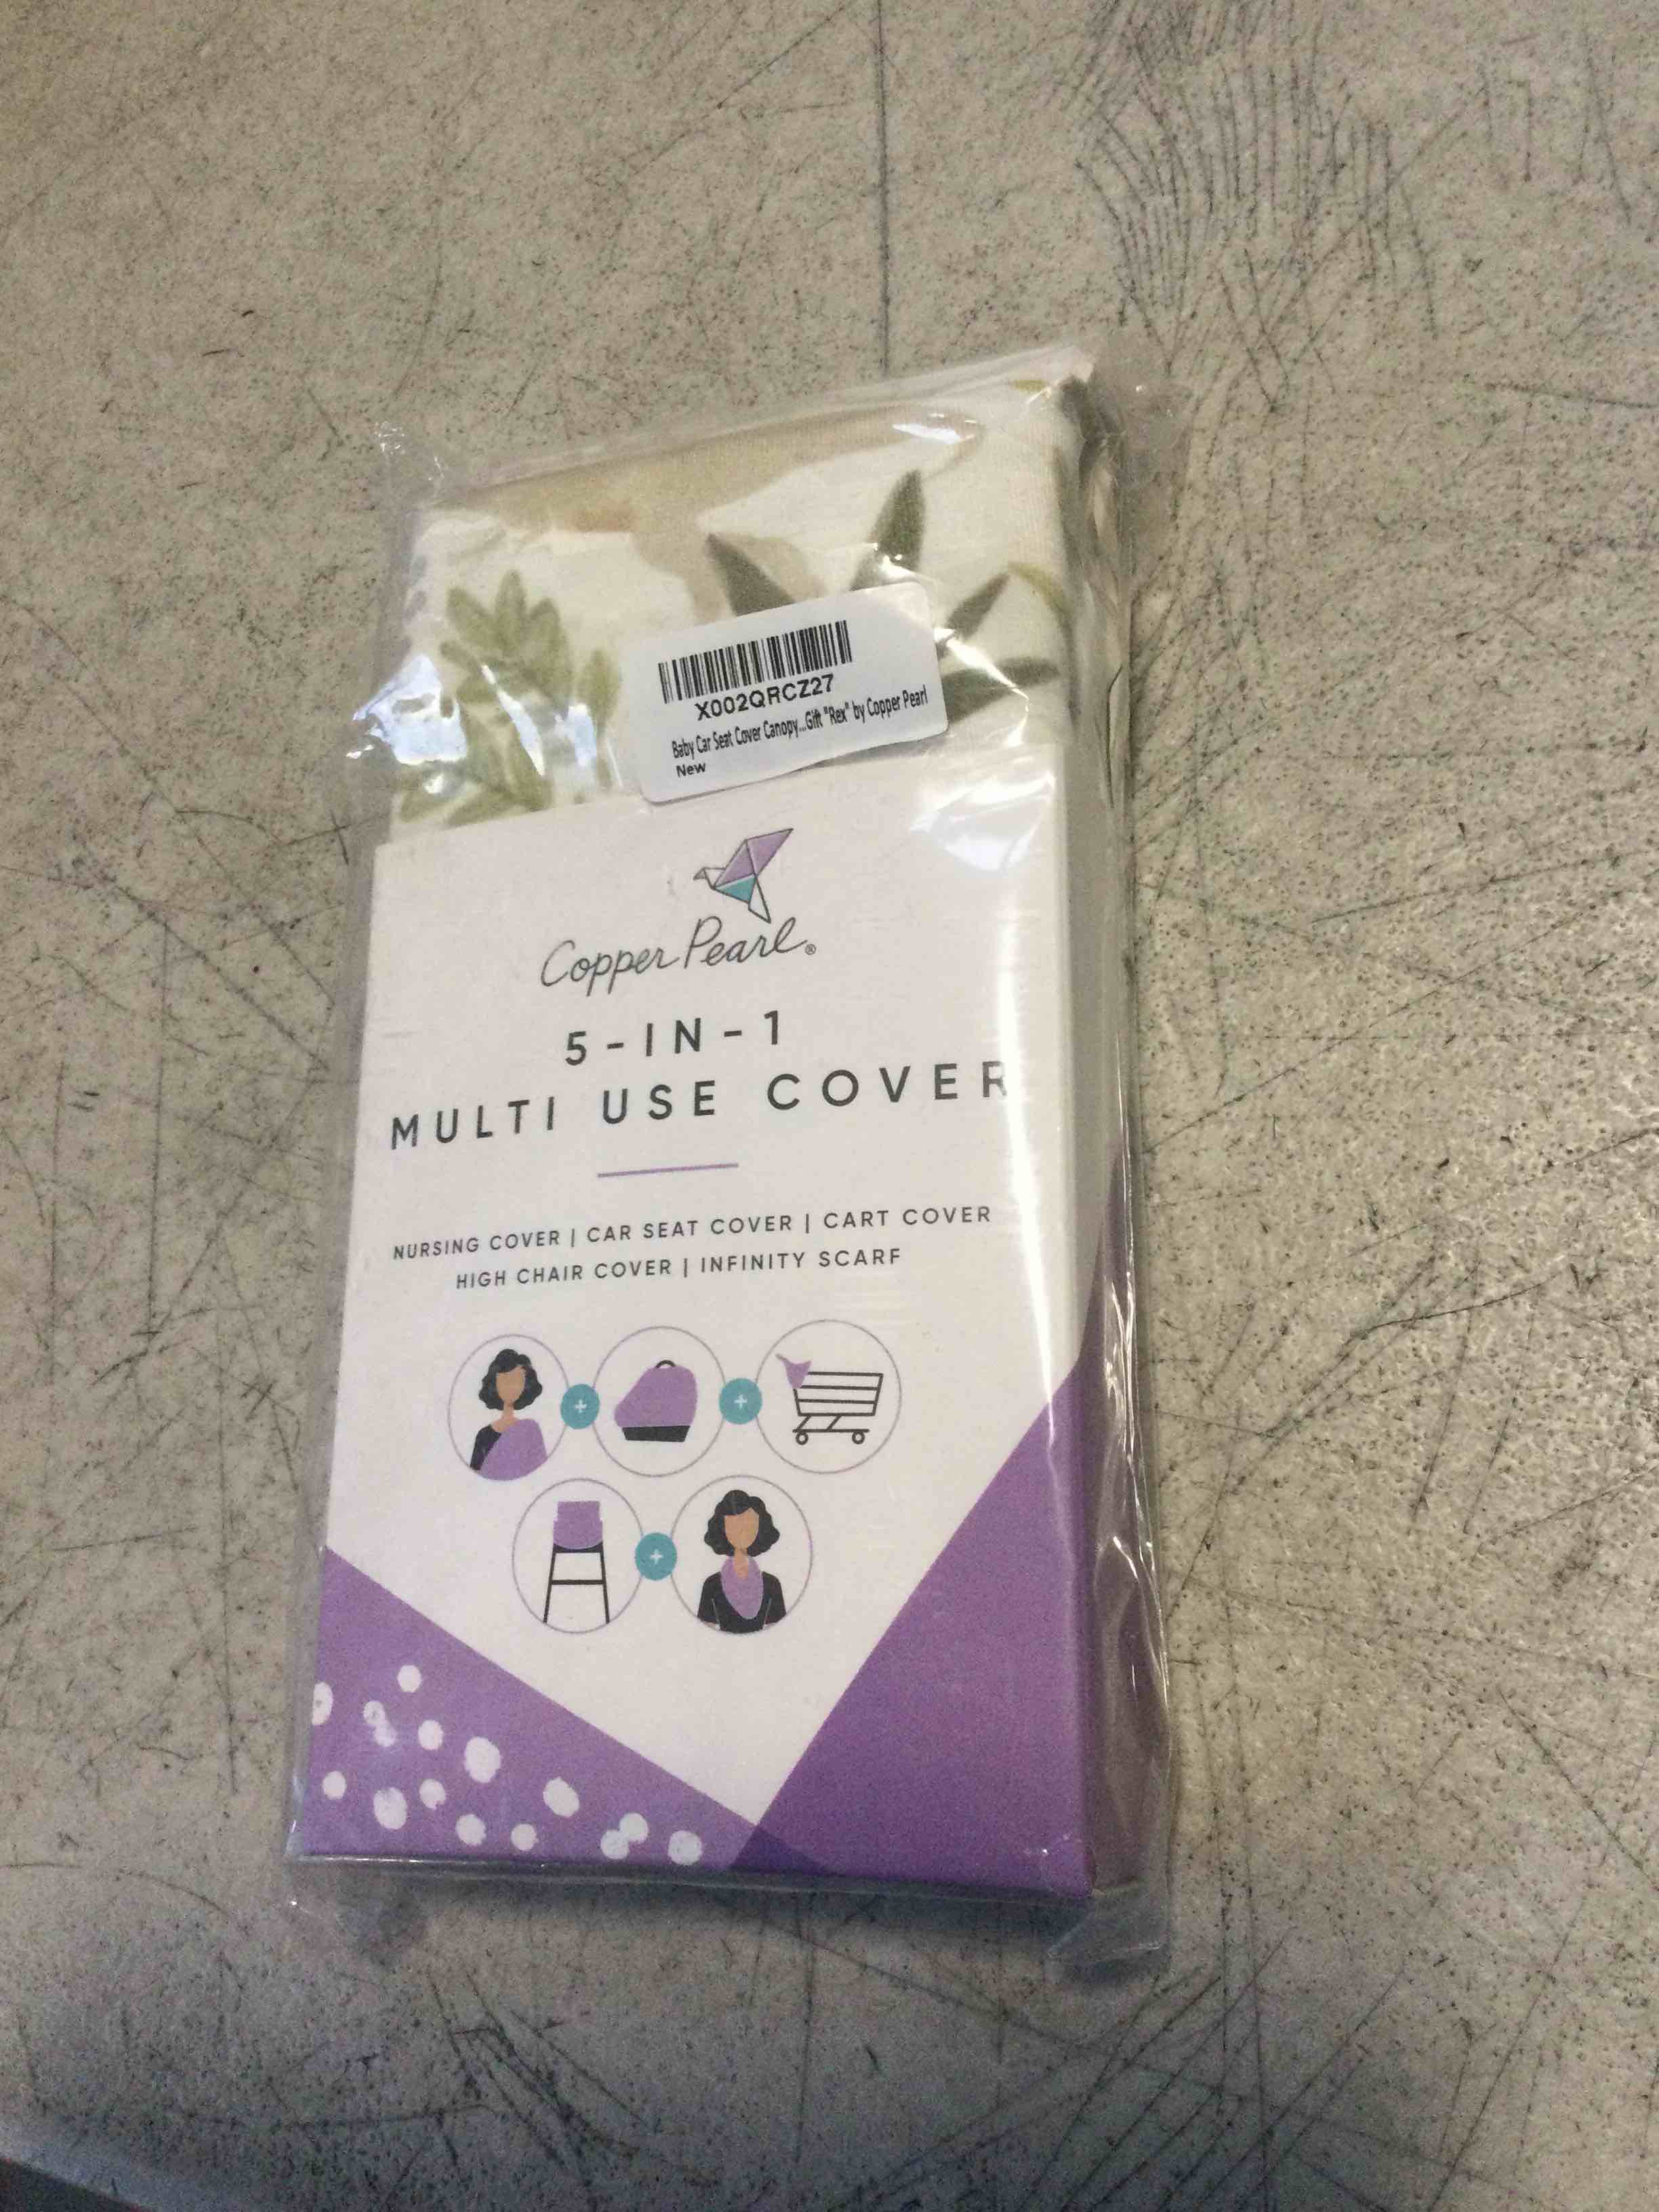 X002QRCZ27
Baby Car Seat Cover Canopy...Gift "Rex" by Copper Pearl
New
Copper Pearl®
5-IN-1
MULTI USE COVER
NURSING COVER | CAR SEAT COVER | CART COVER
HIGH CHAIR COVER | INFINITY SCARF
+ +
+